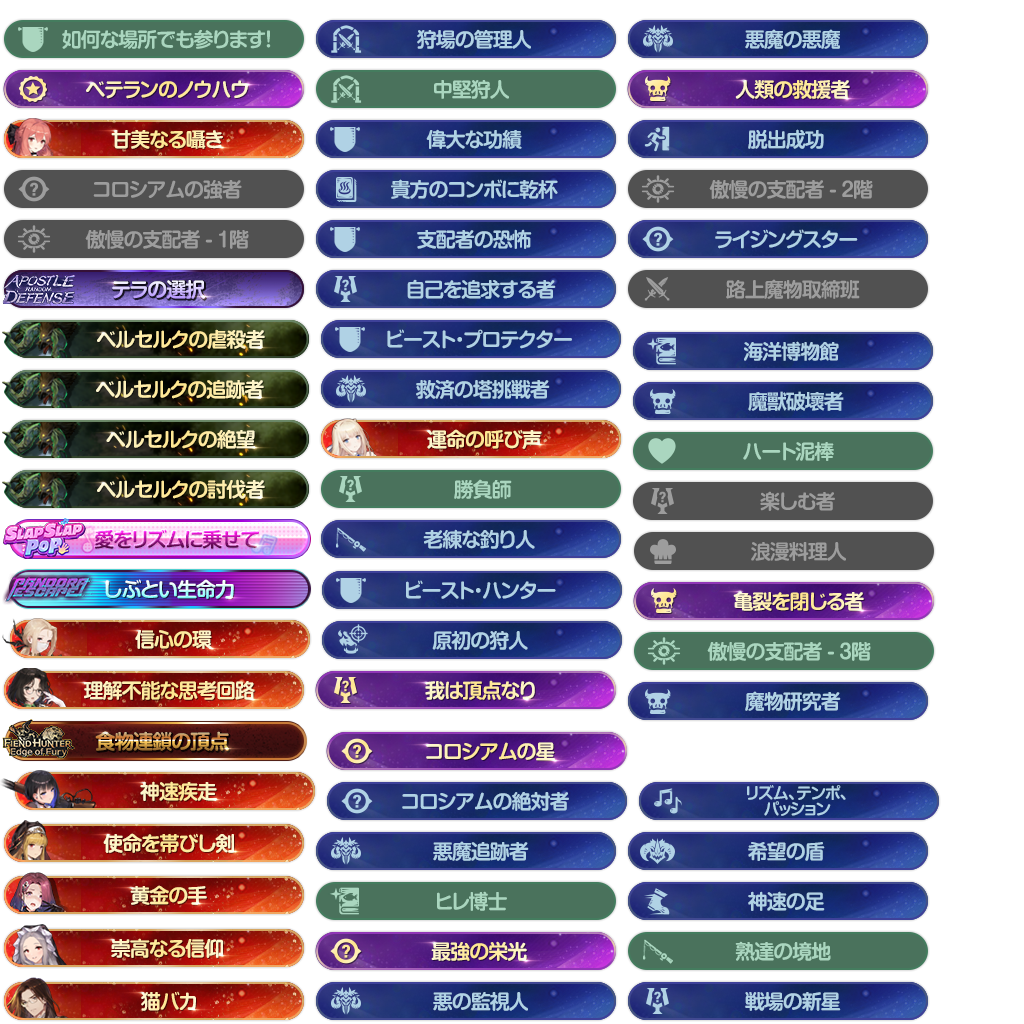 如何な場所でも参ります!
ベテランのノウハウ
甘美なる囁き
コロシアムの強者
傲慢の支配者 - 1階
APOSTLE
RANDOM
DEFENSE
テラの選択
ベルセルクの虐殺者
ベルセルクの追跡者
ベルセルクの絶望
ベルセルクの討伐者
SLAP SLAP
POP
愛をリズムに乗せて
PANDORA
ESCAPE!
しぶとい生命力
信心の環
理解不能な思考回路
FIEND HUNTER
Edge of Fury
食物連鎖の頂点
神速疾走
使命を帯びし剣
黄金の手
崇高なる信仰
猫バカ
狩場の管理人
中堅狩人
偉大な功績
貴方のコンボに乾杯
支配者の恐怖
自己を追求する者
ビースト・プロテクター
救済の塔挑戦者
運命の呼び声
勝負師
老練な釣り人
ビースト・ハンター
原初の狩人
我は頂点なり
コロシアムの星
コロシアムの絶対者
悪魔追跡者
ヒレ博士
最強の栄光
悪の監視人
悪魔の悪魔
人類の救援者
脱出成功
傲慢の支配者 - 2階
ライジングスター
路上魔物取締班
海洋博物館
魔獣破壊者
ハート泥棒
楽しむ者
浪漫料理人
亀裂を閉じる者
傲慢の支配者 - 3階
魔物研究者
リズム、テンポ、
パッション
希望の盾
神速の足
熟達の境地
戦場の新星